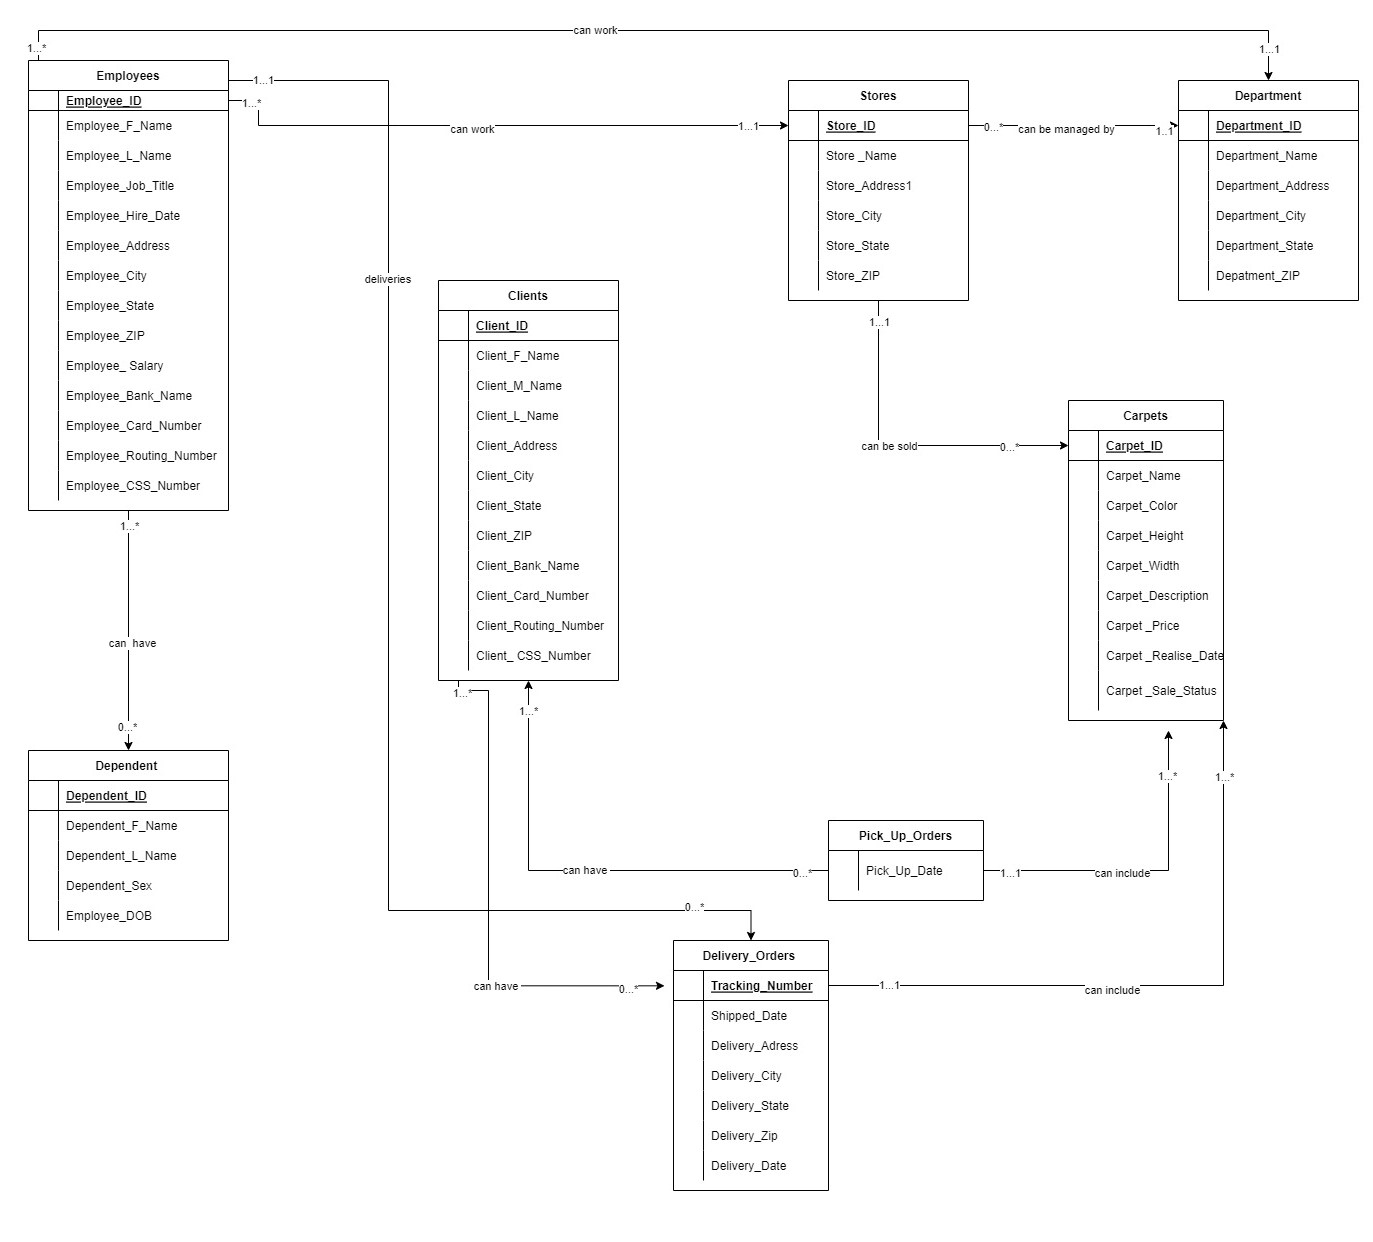 can work
1...*
1...1
Employees
Employee_ID
Employee_F_Name
Employee_L_Name
Employee_Job_Title
Employee_Hire_Date
Employee_Address
Employee_City
Employee_State
Employee_ZIP
Employee_ Salary
Employee_Bank_Name
Employee_Card_Number
Employee_Routing_Number
Employee_CSS_Number
1...1
1...*
can work
1...1
deliveries
Stores
Store_ID
Store _Name
Store_Address1
Store_City
Store_State
Store_ZIP
0...*
can be managed by
1..1
Department
Department_ID
Department_Name
Department_Address
Department_City
Department_State
Depatment_ZIP
Clients
Client_ID
Client_F_Name
Client_M_Name
Client_L_Name
Client_Address
Client_City
Client_State
Client_ZIP
Client_Bank_Name
Client_Card_Number
Client_Routing_Number
Client_ CSS_Number
1...1
can be sold
0...*
Carpets
Carpet_ID
Carpet_Name
Carpet_Color
Carpet_Height
Carpet_Width
Carpet_Description
Carpet _Price
Carpet _Realise_Date
Carpet _Sale_Status
1...*
can  have
0...*
Dependent
Dependent_ID
Dependent_F_Name
Dependent_L_Name
Dependent_Sex
Employee_DOB
1...*
1...*
1...*
1...*
can have
0...*
Pick_Up_Orders
Pick_Up_Date
1...1
can include
0...*
can have
0...*
Delivery_Orders
Tracking_Number
Shipped_Date
Delivery_Adress
Delivery_City
Delivery_State
Delivery_Zip
Delivery_Date
1...1
can include